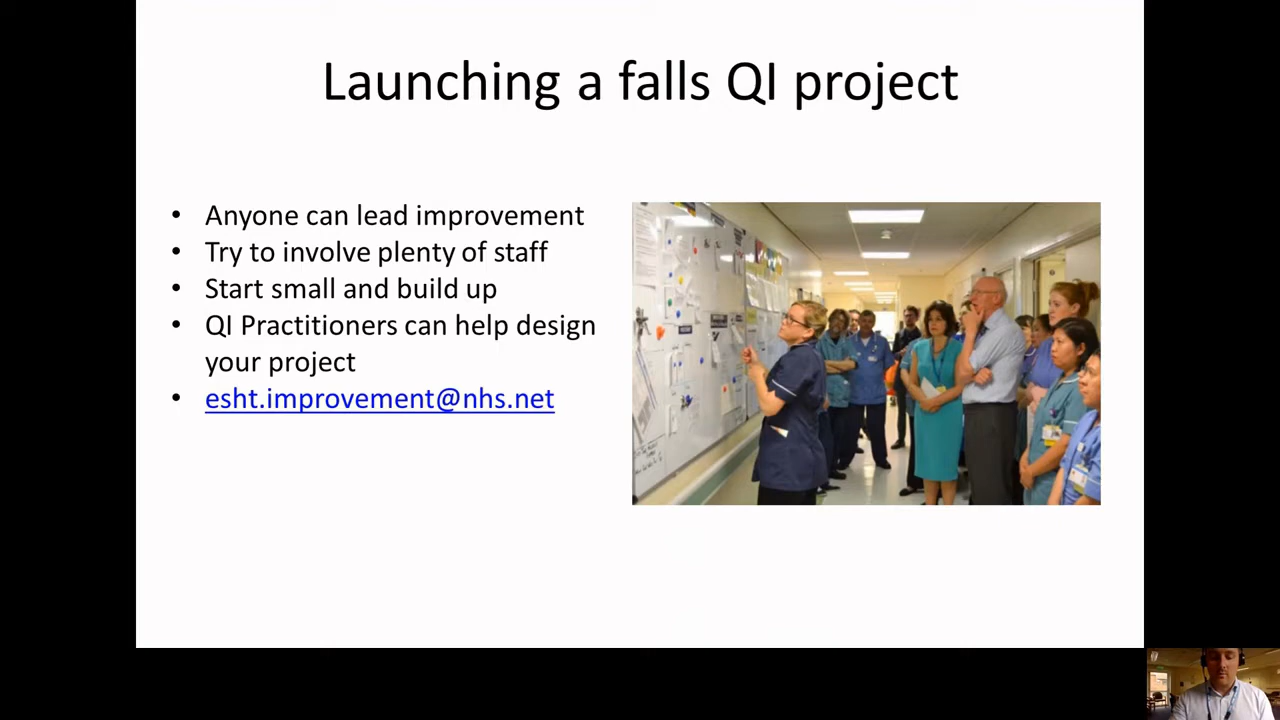 Launching a falls QI project
• Anyone can lead improvement
• Try to involve plenty of staff
• Start small and build up
• QI Practitioners can help design
your project
• esht.improvement@nhs.net